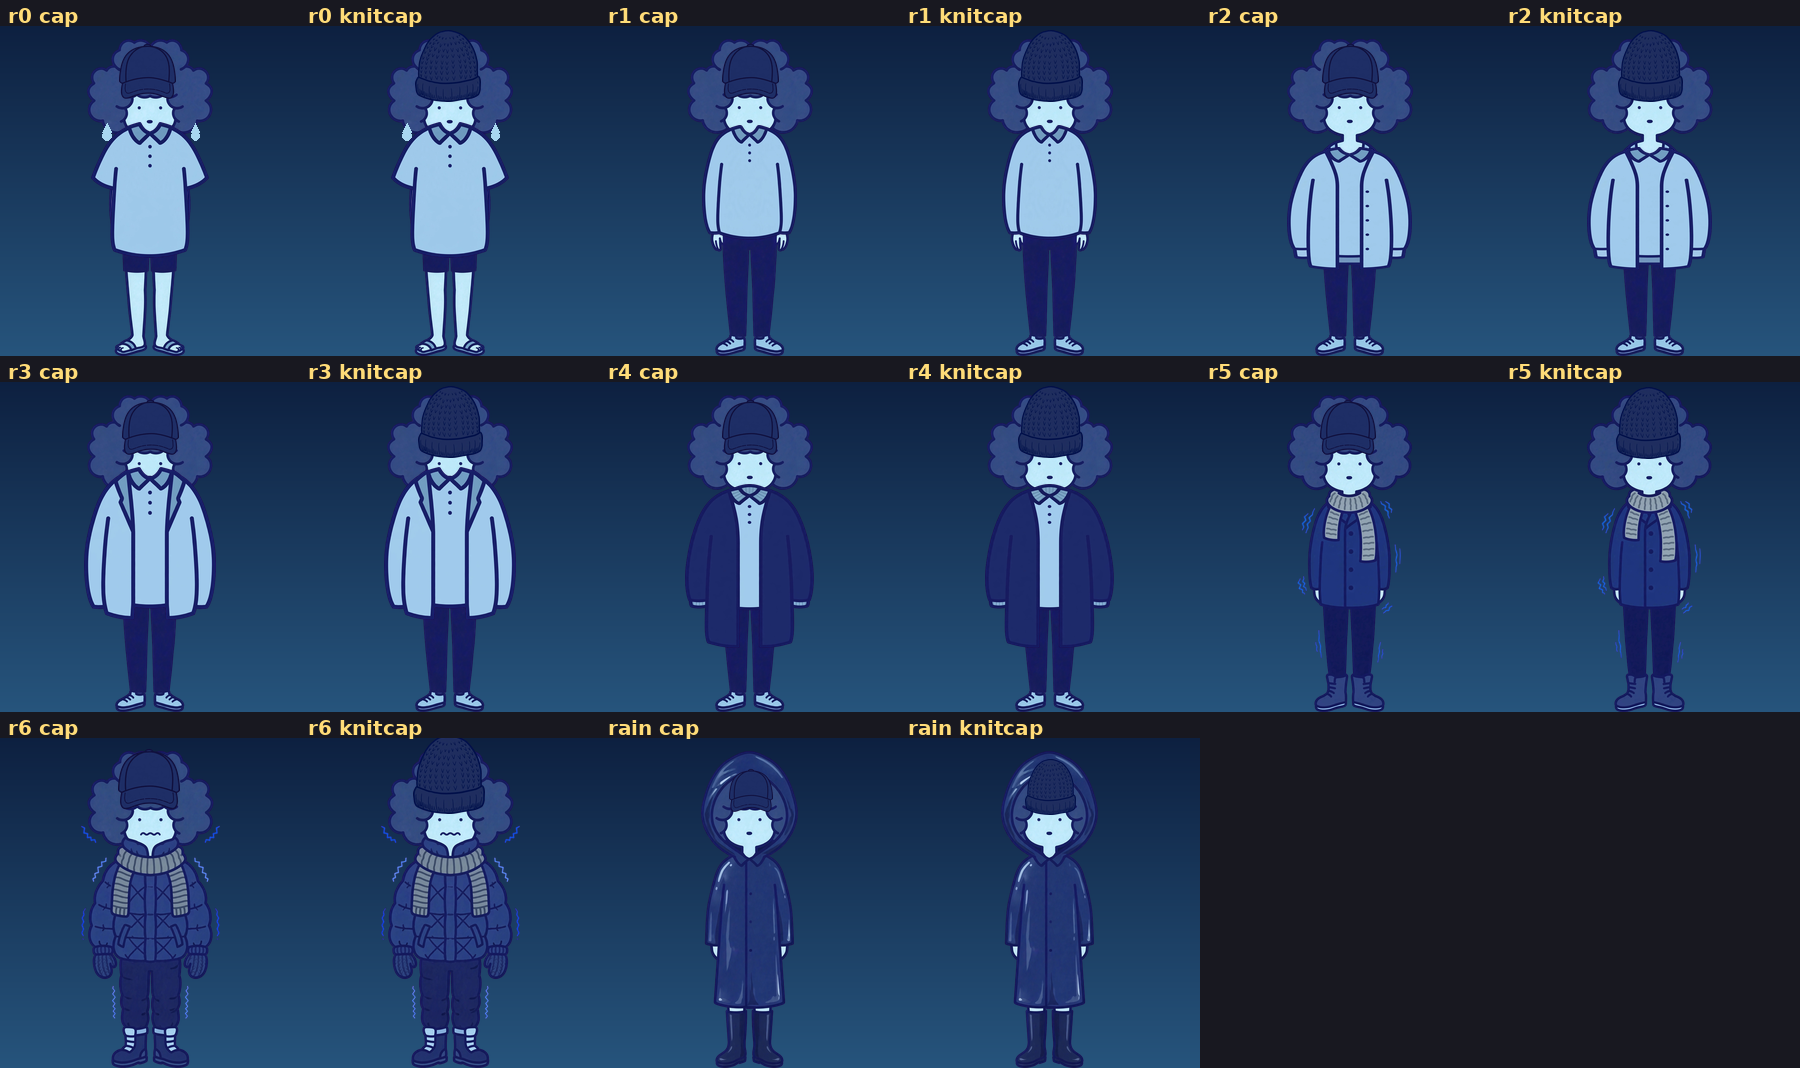 r0 cap
r0 knitcap
r1 cap
r1 knitcap
r2 cap
r2 knitcap
r3 cap
r3 knitcap
r4 cap
r4 knitcap
r5 cap
r5 knitcap
r6 cap
r6 knitcap
rain cap
rain knitcap